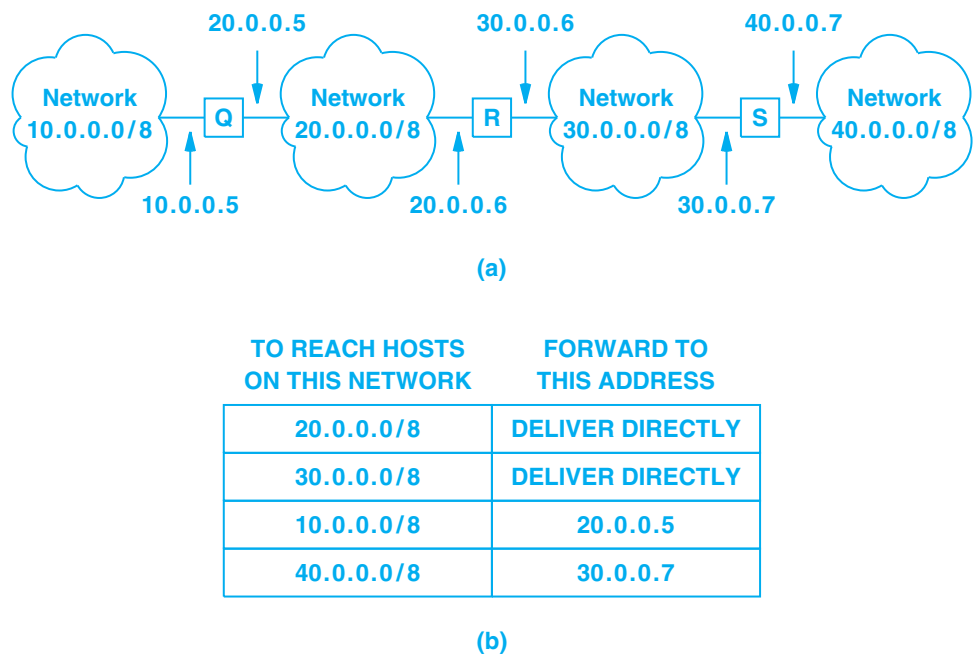 20.0.0.5 30.0.0.6 40.0.0.7
Network Network Network Network
10.0.0.0/8 Q 20.0.0.0/8 R 30.0.0.0/8 S 40.0.0.0/8
10.0.0.5 20.0.0.6 30.0.0.7
(a)
TO REACH HOSTS FORWARD TO
ON THIS NETWORK THIS ADDRESS
20.0.0.0/8 DELIVER DIRECTLY
30.0.0.0/8 DELIVER DIRECTLY
10.0.0.0/8 20.0.0.5
40.0.0.0/8 30.0.0.7
(b)